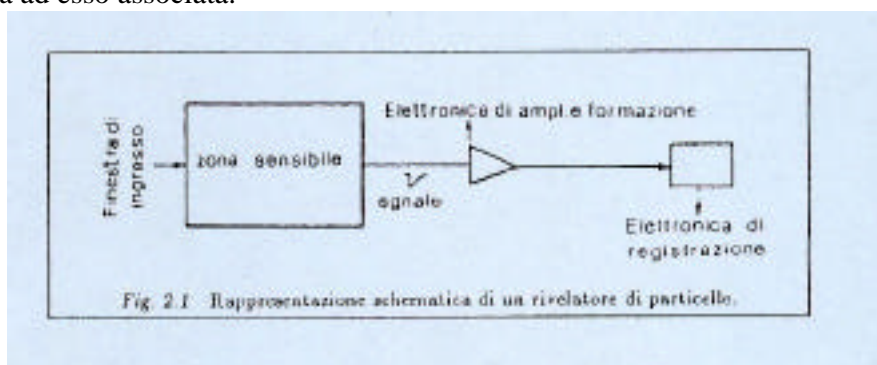 a ad esso associata.
Elettronica di ampl. e formazione
Finestra di
ingresso
zona sensibile
segnale
Elettronica di
registrazione
Fig. 2.1 Rappresentazione schematica di un rivelatore di particelle.